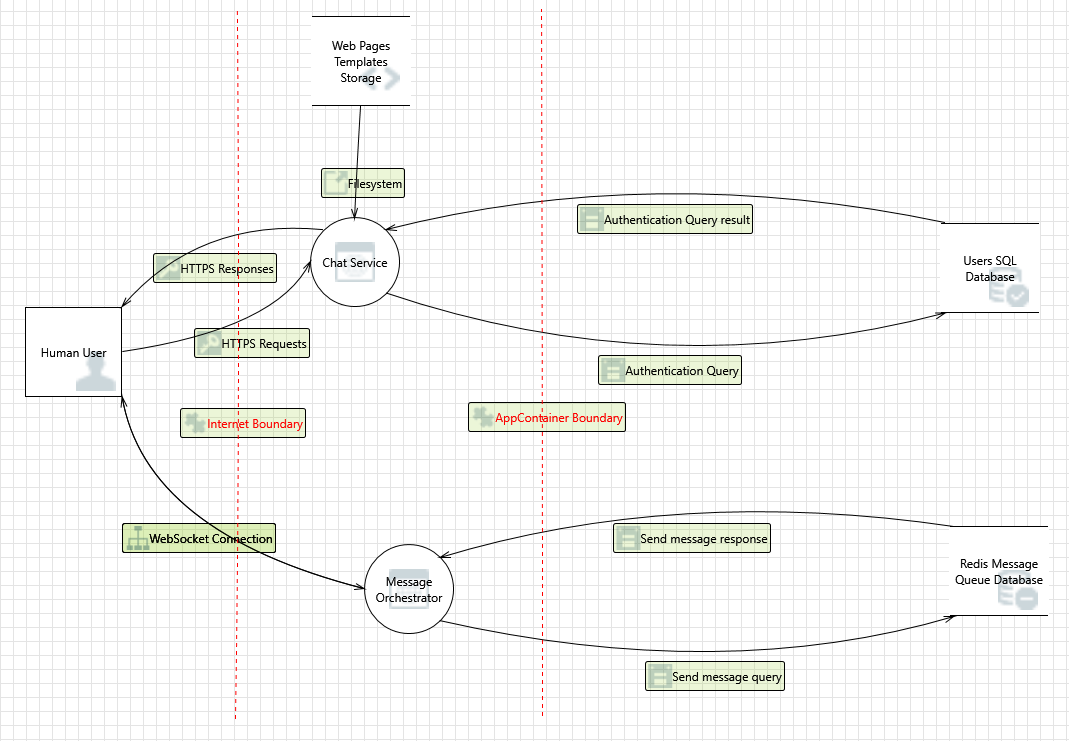 Web Pages
Templates
Storage
Filesystem
Authentication Query result
Chat Service
Users SQL
Database
HTTPS Responses
HTTPS Requests
Human User
Authentication Query
Internet Boundary
AppContainer Boundary
WebSocket Connection
Send message response
Message
Orchestrator
Redis Message
Queue Database
Send message query